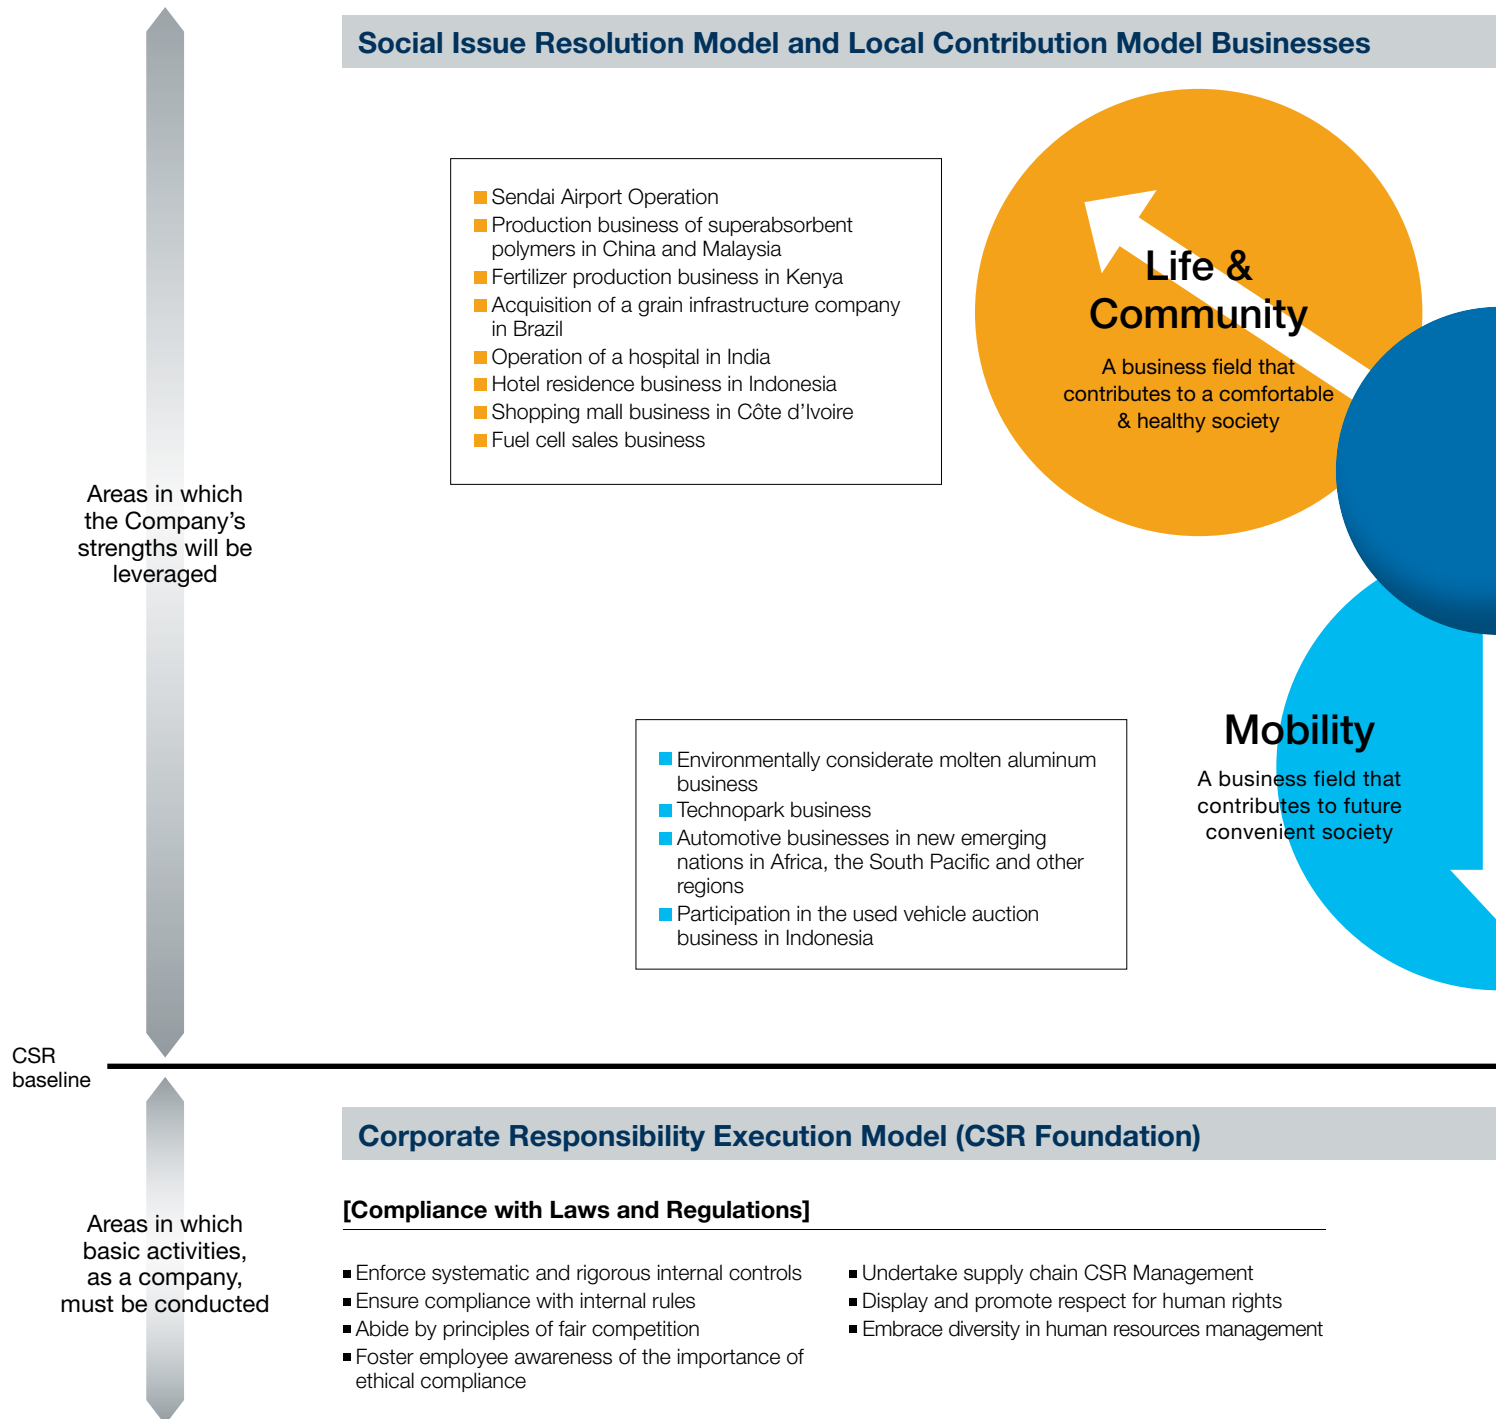 Social Issue Resolution Model and Local Contribution Model Businesses
Sendai Airport Operation
Production business of superabsorbent
polymers in China and Malaysia
Fertilizer production business in Kenya
Acquisition of a grain infrastructure company
in Brazil
Operation of a hospital in India
Hotel residence business in Indonesia
Shopping mall business in Côte d’Ivoire
Fuel cell sales business
Life &
Community
A business field that
contributes to a comfortable
& healthy society
Areas in which
the Company’s
strengths will be
leveraged
Environmentally considerate molten aluminum
business
Technopark business
Automotive businesses in new emerging
nations in Africa, the South Pacific and other
regions
Participation in the used vehicle auction
business in Indonesia
Mobility
A business field that
contributes to future
convenient society
CSR
baseline
Corporate Responsibility Execution Model (CSR Foundation)
Areas in which
basic activities,
as a company,
must be conducted
[Compliance with Laws and Regulations]
Enforce systematic and rigorous internal controls
Ensure compliance with internal rules
Abide by principles of fair competition
Foster employee awareness of the importance of
ethical compliance
Undertake supply chain CSR Management
Display and promote respect for human rights
Embrace diversity in human resources management